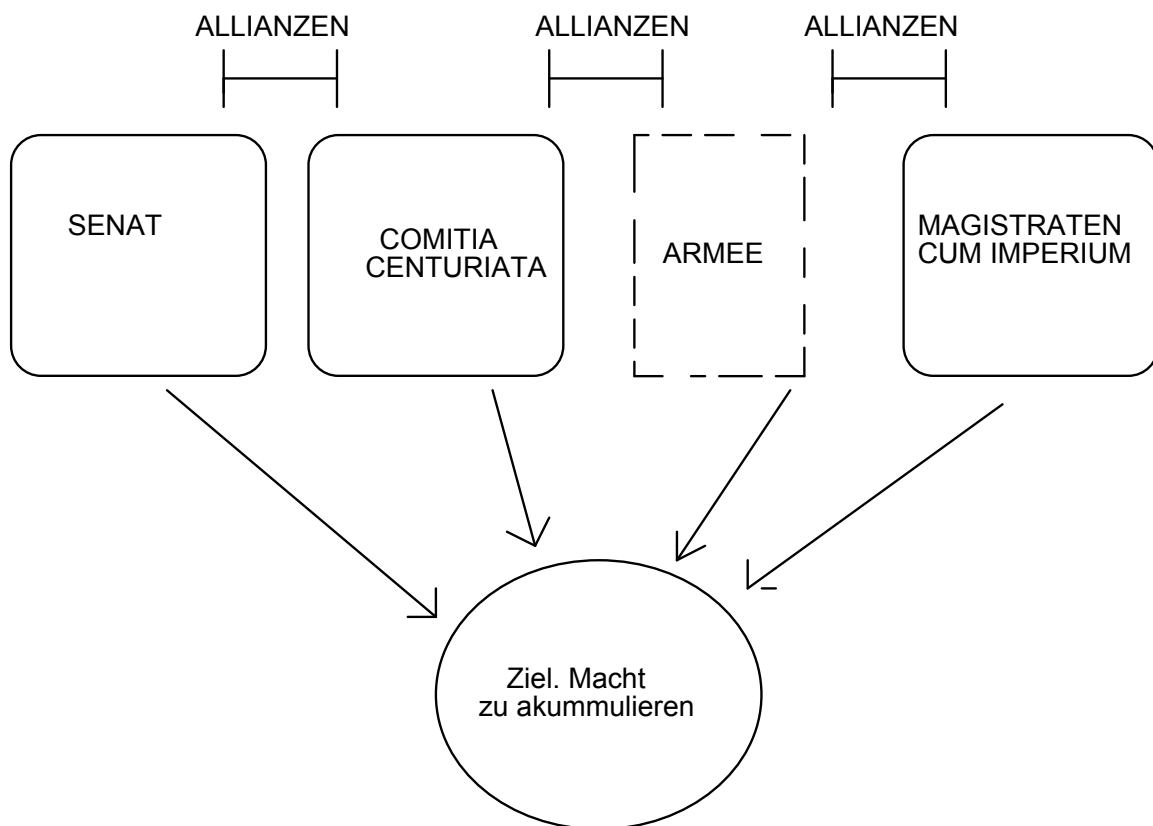 ALLIANZEN
ALLIANZEN
ALLIANZEN
SENAT
COMITIA
CENTURIATA
ARMEE
MAGISTRATEN
CUM IMPERIUM
Ziel. Macht
zu akummulieren